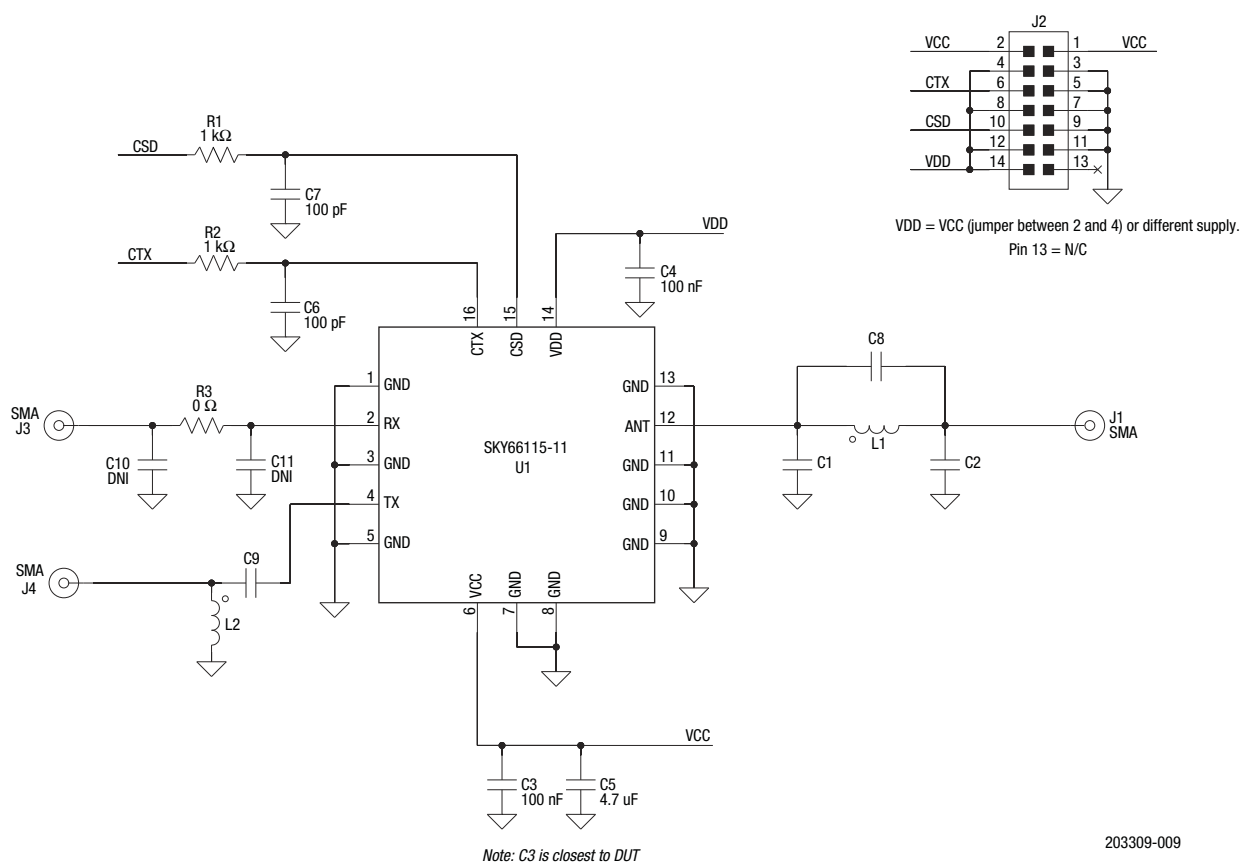 J2
VCC 2 1 VCC
4 3
CTX 6 5
8 7
CSD 10 9
12 11
VDD 14 13
VDD = VCC (jumper between 2 and 4) or different supply.
Pin 13 = N/C
R1
1 kΩ
CSD
C7
100 pF
R2
1 kΩ
CTX
C6
100 pF
VDD
C4
100 nF
16 15 14
CTX CSD VDD
1 GND
2 RX
3 GND
4 TX
5 GND
SKY66115-11
U1
GND 13
ANT 12
GND 11
GND 10
GND 9
VCC GND GND
6 7 8
SMA
J3
R3
0 Ω
C10
DNI
C11
DNI
SMA
J4
C9
L2
C8
L1
C1
C2
J1
SMA
VCC
C3
100 nF
C5
4.7 uF
Note: C3 is closest to DUT
203309-009